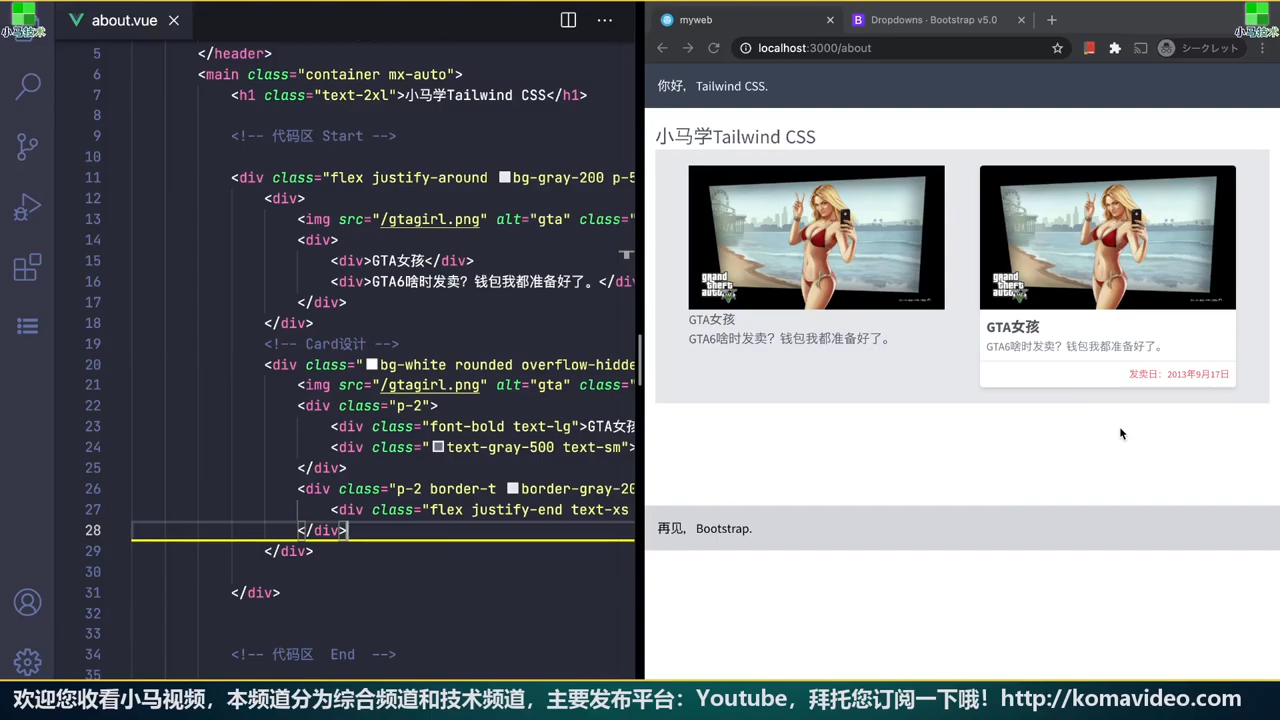 小马技术
about.vue
5 </header>
6 <main class="container mx-auto">
7 <h1 class="text-2xl">小马学Tailwind CSS</h1>
8
9 <!-- 代码区 Start -->
10
11 <div class="flex justify-around bg-gray-200 p-5
12 <div>
13 <img src="/gtagirl.png" alt="gta" class="
14 <div>
15 <div>GTA女孩</div>
16 <div>GTA6啥时发卖？钱包我都准备好了。</div
17 </div>
18 </div>
19 <!-- Card设计 -->
20 <div class="bg-white rounded overflow-hidde
21 <img src="/gtagirl.png" alt="gta" class="
22 <div class="p-2">
23 <div class="font-bold text-lg">GTA女孩
24 <div class="text-gray-500 text-sm">
25 </div>
26 <div class="p-2 border-t border-gray-20
27 <div class="flex justify-end text-xs
28 </div>
29 </div>
30
31 </div>
32
33
34 <!-- 代码区 End -->
35
myweb
Dropdowns · Bootstrap v5.0
小马技术
localhost:3000/about
シークレット
你好, Tailwind CSS.
小马学Tailwind CSS
grand theft auto
grand theft auto
GTA女孩
GTA6啥时发卖？钱包我都准备好了。
GTA女孩
GTA6啥时发卖？钱包我都准备好了。
发卖日：2013年9月17日
再见, Bootstrap.
欢迎您收看小马视频，本频道分为综合频道和技术频道，主要发布平台：Youtube，拜托您订阅一下哦！http://komavideo.com